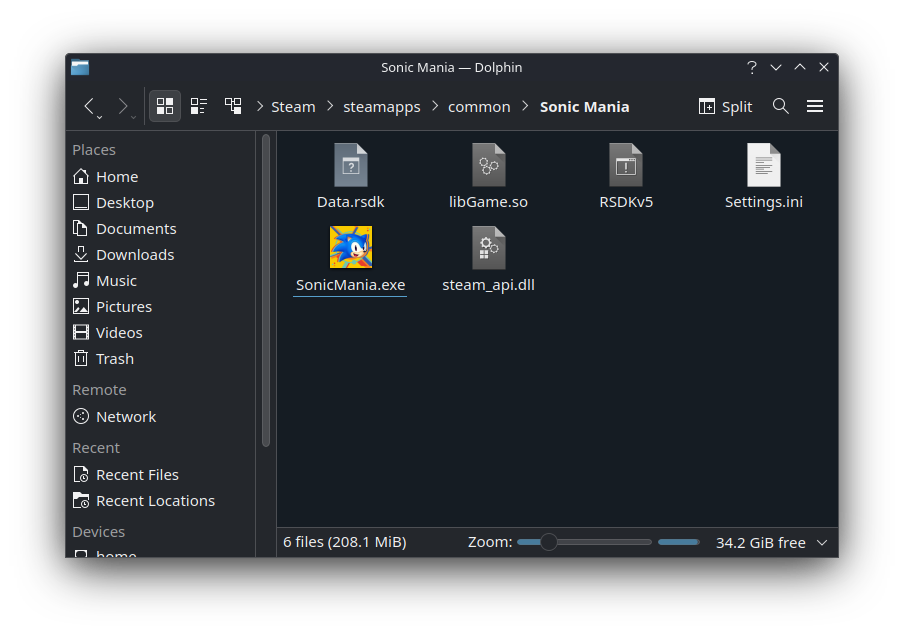 Sonic Mania — Dolphin
Steam steamapps common Sonic Mania Split
Places
Home
Desktop
Documents
Downloads
Music
Pictures
Videos
Trash
Remote
Network
Recent
Recent Files
Recent Locations
Devices
home
Data.rsdk libGame.so RSDKv5 Settings.ini
SonicMania.exe steam_api.dll
6 files (208.1 MiB) Zoom: 34.2 GiB free